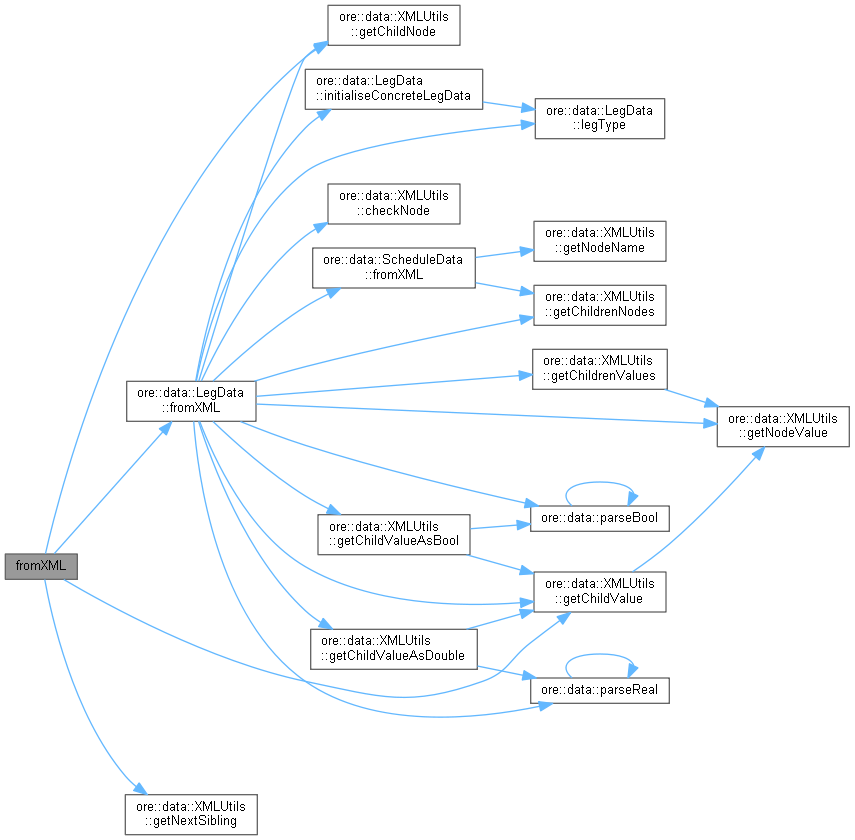 ore::data::XMLUtils
::getChildNode
ore::data::LegData
::initialiseConcreteLegData
ore::data::LegData
::legType
ore::data::XMLUtils
::checkNode
ore::data::XMLUtils
::getNodeName
ore::data::ScheduleData
::fromXML
ore::data::XMLUtils
::getChildrenNodes
ore::data::XMLUtils
::getChildrenValues
ore::data::LegData
::fromXML
ore::data::XMLUtils
::getNodeValue
ore::data::parseBool
ore::data::XMLUtils
::getChildValueAsBool
fromXML
ore::data::XMLUtils
::getChildValue
ore::data::XMLUtils
::getChildValueAsDouble
ore::data::parseReal
ore::data::XMLUtils
::getNextSibling